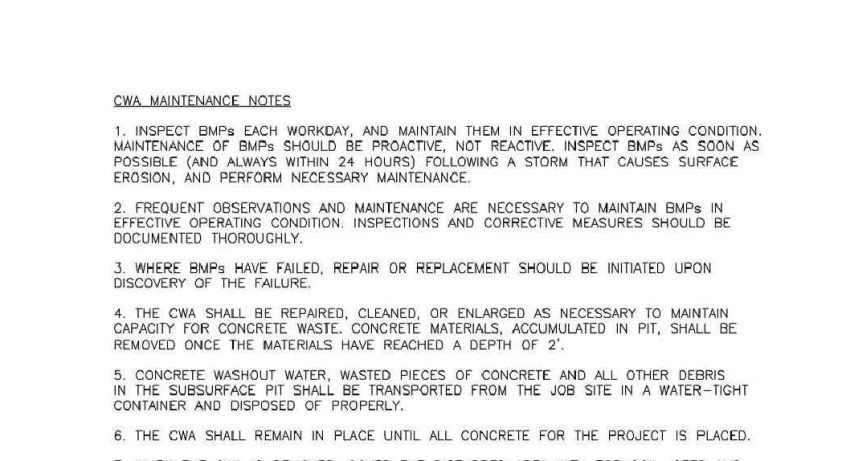 CWA MAINTENANCE NOTES
1. INSPECT BMPs EACH WORKDAY, AND MAINTAIN THEM IN EFFECTIVE OPERATING CONDITION.
MAINTENANCE OF BMPs SHOULD BE PROACTIVE, NOT REACTIVE. INSPECT BMPs AS SOON AS
POSSIBLE (AND ALWAYS WITHIN 24 HOURS) FOLLOWING A STORM THAT CAUSES SURFACE
EROSION, AND PERFORM NECESSARY MAINTENANCE.
2. FREQUENT OBSERVATIONS AND MAINTENANCE ARE NECESSARY TO MAINTAIN BMPs IN
EFFECTIVE OPERATING CONDITION. INSPECTIONS AND CORRECTIVE MEASURES SHOULD BE
DOCUMENTED THOROUGHLY.
3. WHERE BMPs HAVE FAILED, REPAIR OR REPLACEMENT SHOULD BE INITIATED UPON
DISCOVERY OF THE FAILURE.
4. THE CWA SHALL BE REPAIRED, CLEANED, OR ENLARGED AS NECESSARY TO MAINTAIN
CAPACITY FOR CONCRETE WASTE. CONCRETE MATERIALS, ACCUMULATED IN PIT, SHALL BE
REMOVED ONCE THE MATERIALS HAVE REACHED A DEPTH OF 2'.
5. CONCRETE WASHOUT WATER, WASTED PIECES OF CONCRETE AND ALL OTHER DEBRIS
IN THE SUBSURFACE PIT SHALL BE TRANSPORTED FROM THE JOB SITE IN A WATER-TIGHT
CONTAINER AND DISPOSED OF PROPERLY.
6. THE CWA SHALL REMAIN IN PLACE UNTIL ALL CONCRETE FOR THE PROJECT IS PLACED.